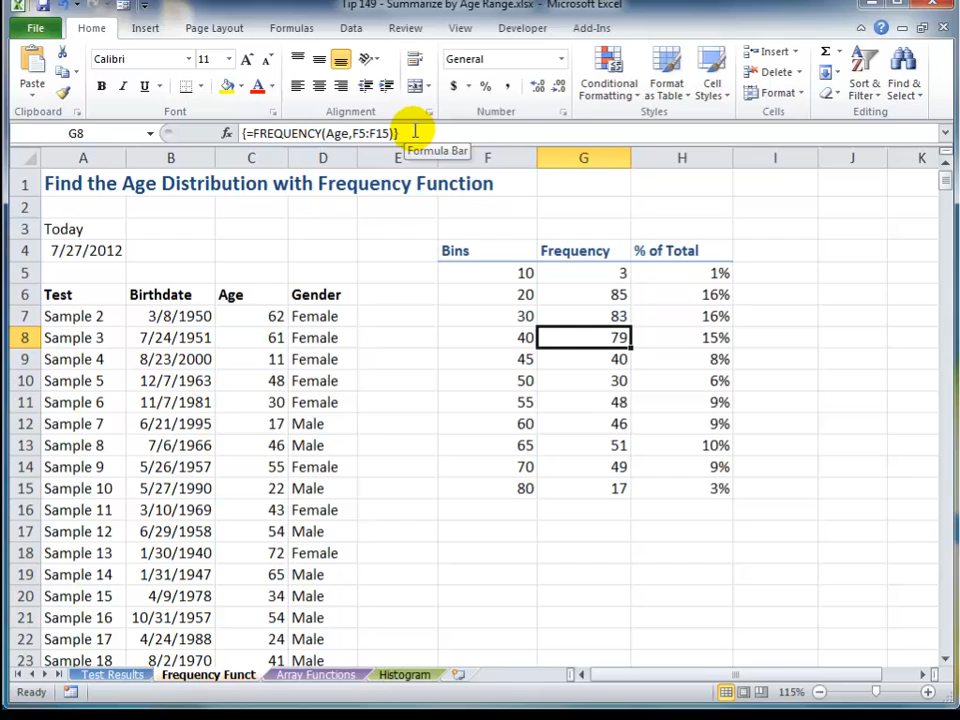 Tip 149 - Summarize by Age Range.xlsx - Microsoft Excel
File Home Insert Page Layout Formulas Data Review View Developer Add-Ins
Paste Calibri 11 General Conditional Formatting Format Table Cell Styles Insert Delete Format Sort & Filter Find & Select
Clipboard Font Alignment Number Styles Cells Editing
G8 fx {=FREQUENCY(Age,F5:F15)}
Formula Bar
A B C D E F G H I J K
1 Find the Age Distribution with Frequency Function
2
3 Today
4 7/27/2012 Bins Frequency % of Total
5 10 3 1%
6 Test Birthdate Age Gender 20 85 16%
7 Sample 2 3/8/1950 62 Female 30 83 16%
8 Sample 3 7/24/1951 61 Female 40 79 15%
9 Sample 4 8/23/2000 11 Female 45 40 8%
10 Sample 5 12/7/1963 48 Female 50 30 6%
11 Sample 6 11/7/1981 30 Female 55 48 9%
12 Sample 7 6/21/1995 17 Male 60 46 9%
13 Sample 8 7/6/1966 46 Male 65 51 10%
14 Sample 9 5/26/1957 55 Female 70 49 9%
15 Sample 10 5/27/1990 22 Male 80 17 3%
16 Sample 11 3/10/1969 43 Female
17 Sample 12 6/29/1958 54 Male
18 Sample 13 1/30/1940 72 Female
19 Sample 14 1/31/1947 65 Male
20 Sample 15 4/9/1978 34 Male
21 Sample 16 10/31/1957 54 Male
22 Sample 17 4/24/1988 24 Male
23 Sample 18 8/2/1970 41 Male
Test Results Frequency Funct Array Functions Histogram
Ready 115%